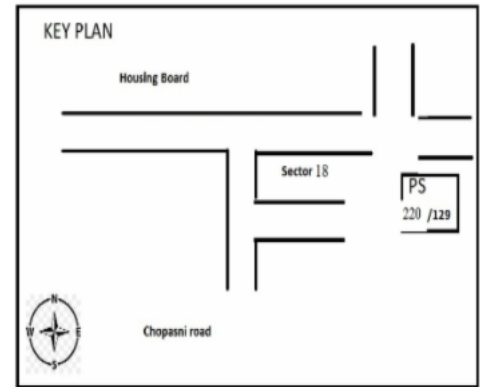 KEY PLAN
Housing Board
Sector 18
PS
220 /129
N
W E
S
Chopasni road